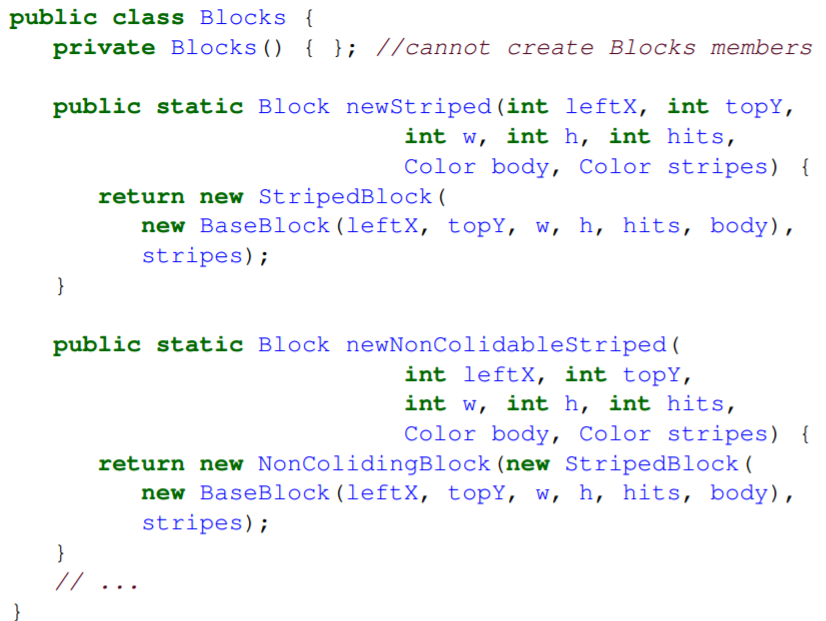 public class Blocks {
   private Blocks() { }; //cannot create Blocks members

   public static Block newStriped(int leftX, int topY,
                          int w, int h, int hits,
                          Color body, Color stripes) {
      return new StripedBlock(
         new BaseBlock(leftX, topY, w, h, hits, body),
         stripes);
   }

   public static Block newNonColidableStriped(
                          int leftX, int topY,
                          int w, int h, int hits,
                          Color body, Color stripes) {
      return new NonColidingBlock(new StripedBlock(
         new BaseBlock(leftX, topY, w, h, hits, body),
         stripes);
   }
   // ...
}